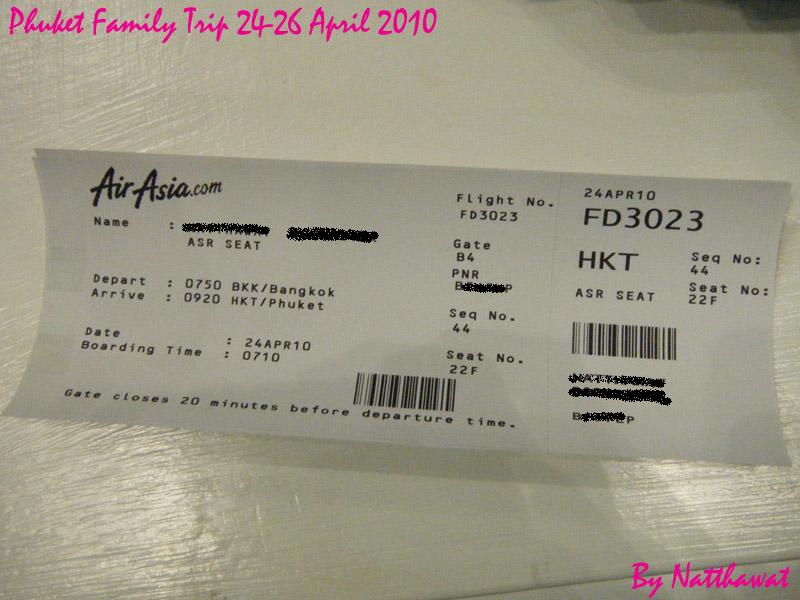 Phuket Family Trip 24-26 April 2010
AirAsia.com
Name :
ASR SEAT
Depart : 0750 BKK/Bangkok
Arrive : 0920 HKT/Phuket
Date : 24APR10
Boarding Time : 0710
Gate closes 20 minutes before departure time.
Flight No.
FD3023
Gate
B4
PNR
Seq No.
44
Seat No.
22F
24APR10
FD3023
HKT
ASR SEAT
Seq No:
44
Seat No:
22F
By Natthawat